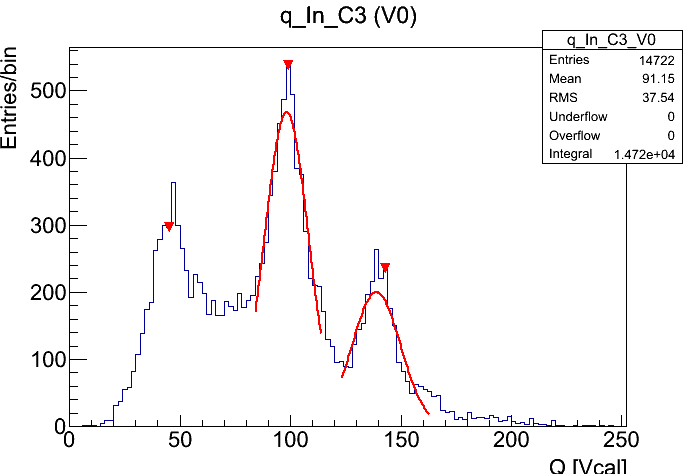 q_In_C3 (V0)
q_In_C3_V0
Entries 14722
Mean 91.15
RMS 37.54
Underflow 0
Overflow 0
Integral 1.472e+04
Entries/bin
500
400
300
200
100
0
0 50 100 150 200 250
Q [Vcal]